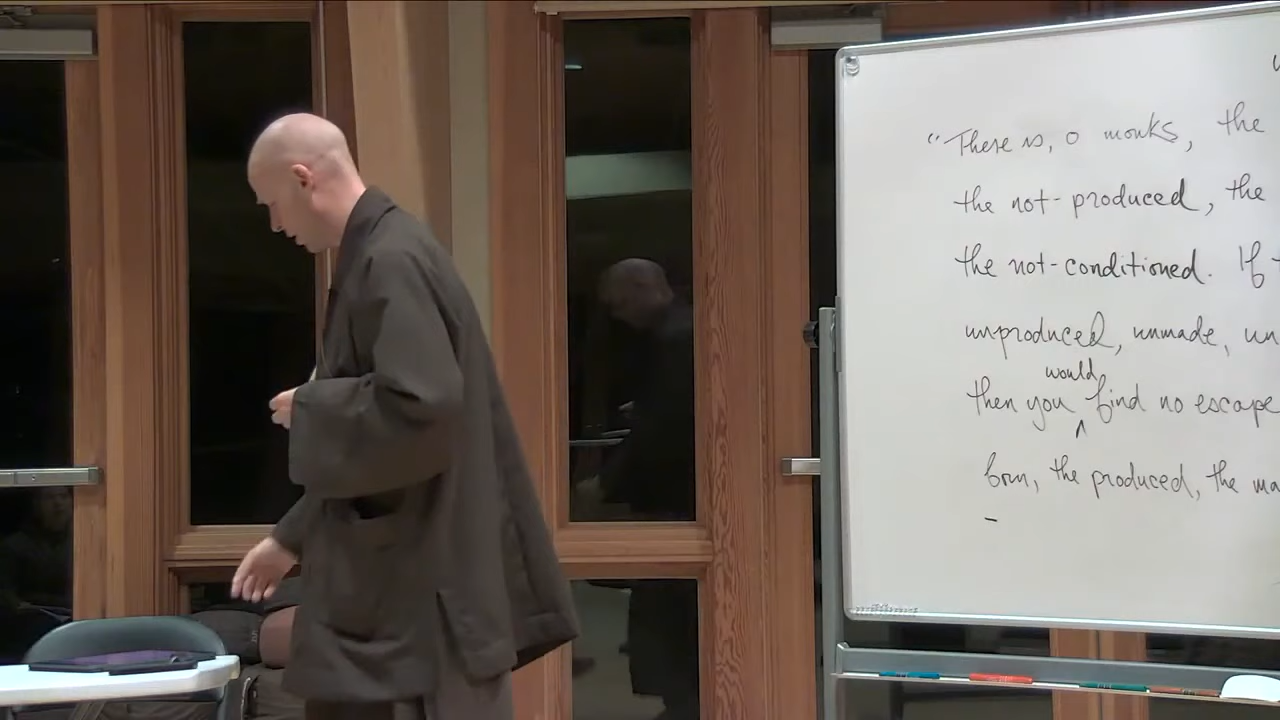 “There is, o monks, the
the not-produced, the
the not-conditioned. If
unproduced, unmade, un
would
then you ^ find no escape
born, the produced, the ma